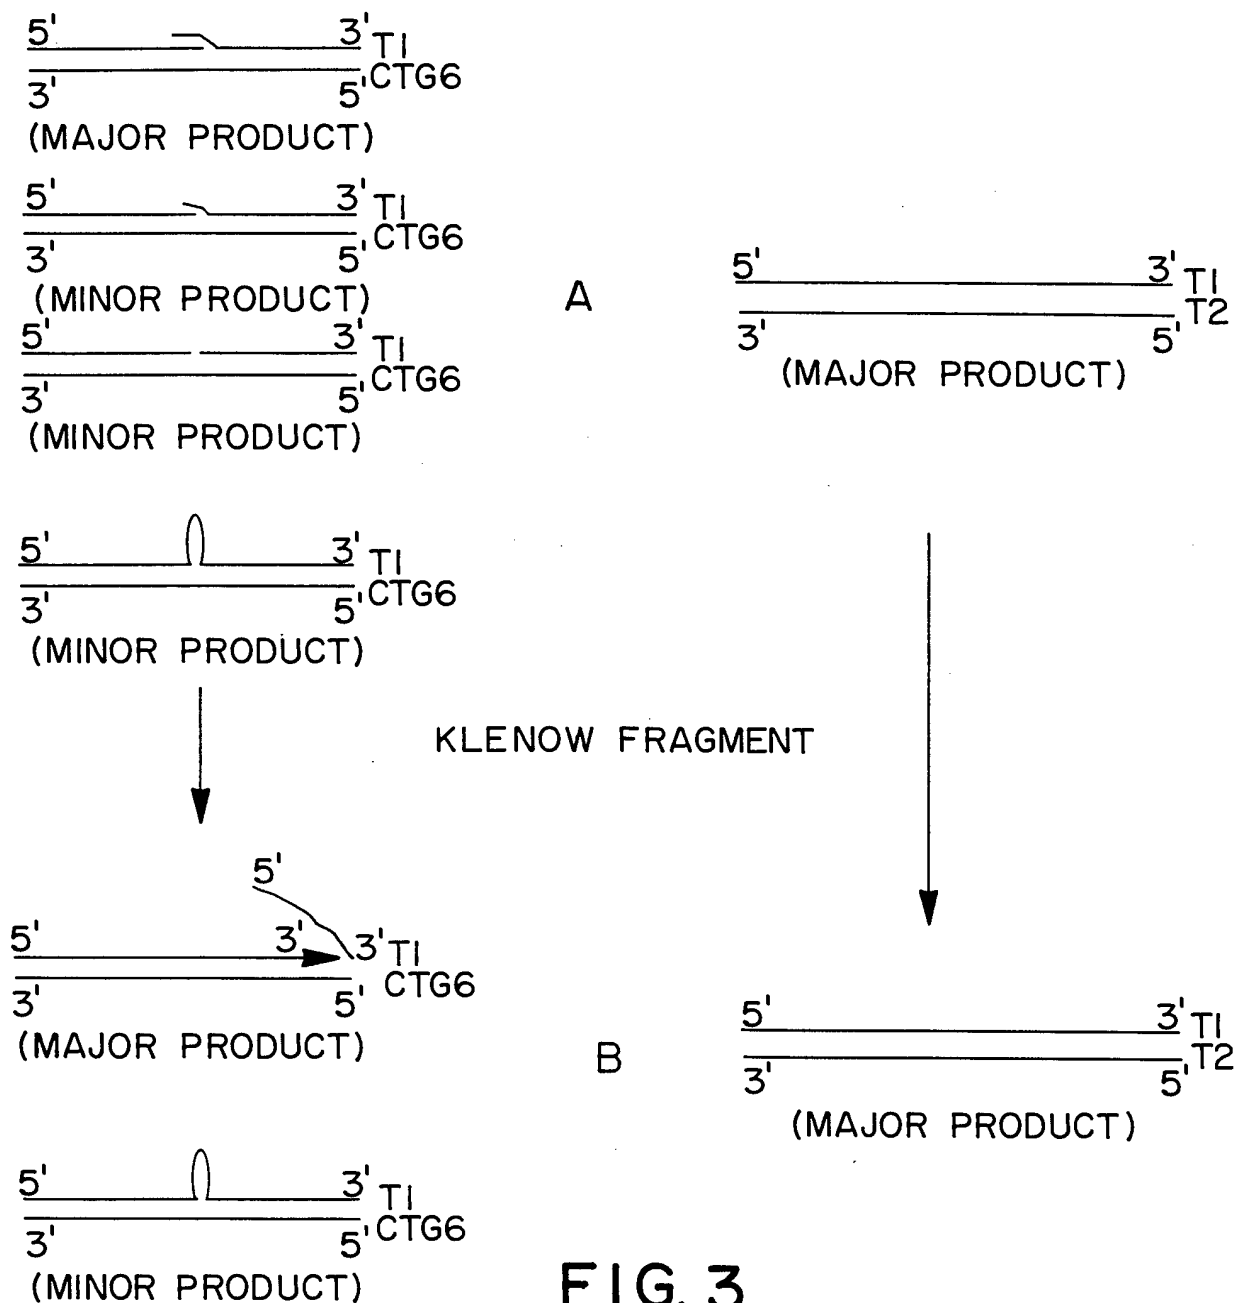 5' 3' T1
3' 5' CTG6
(MAJOR PRODUCT)
5' 3' T1
3' 5' CTG6
(MINOR PRODUCT)
5' 3' T1
3' 5' CTG6
(MINOR PRODUCT)
5' 3' T1
3' 5' CTG6
(MINOR PRODUCT)
A
5' 3' T1
3' 5' T2
(MAJOR PRODUCT)
KLENOW FRAGMENT
5'
5' 3' 3' T1
3' 5' CTG6
(MAJOR PRODUCT)
5' 3' T1
3' 5' CTG6
(MINOR PRODUCT)
B
5' 3' T1
3' 5' T2
(MAJOR PRODUCT)
FIG. 3